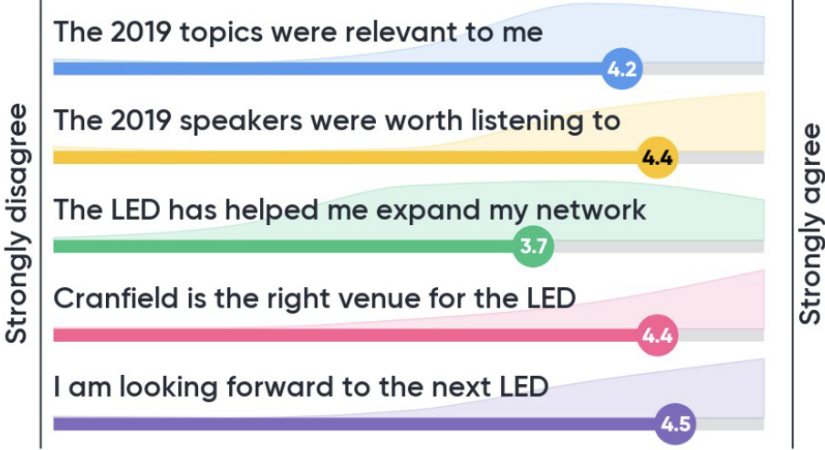 Strongly disagree
The 2019 topics were relevant to me
4.2
The 2019 speakers were worth listening to
4.4
The LED has helped me expand my network
3.7
Cranfield is the right venue for the LED
4.4
I am looking forward to the next LED
4.5
Strongly agree